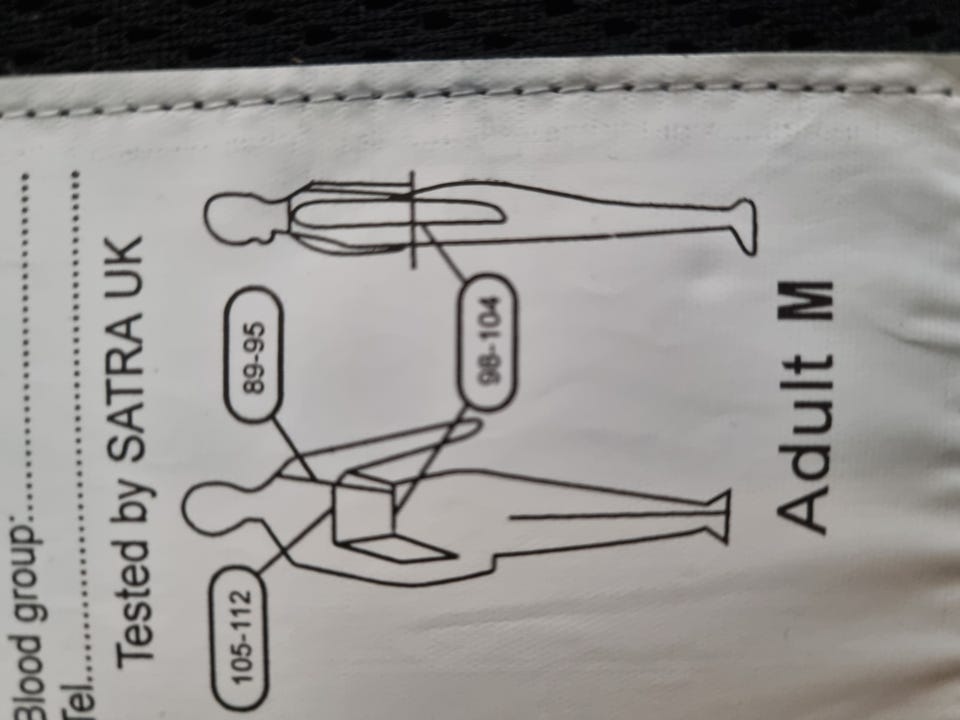 Blood group:........................
Tel........................
Tested by SATRA UK
105-112
89-95
98-104
Adult M